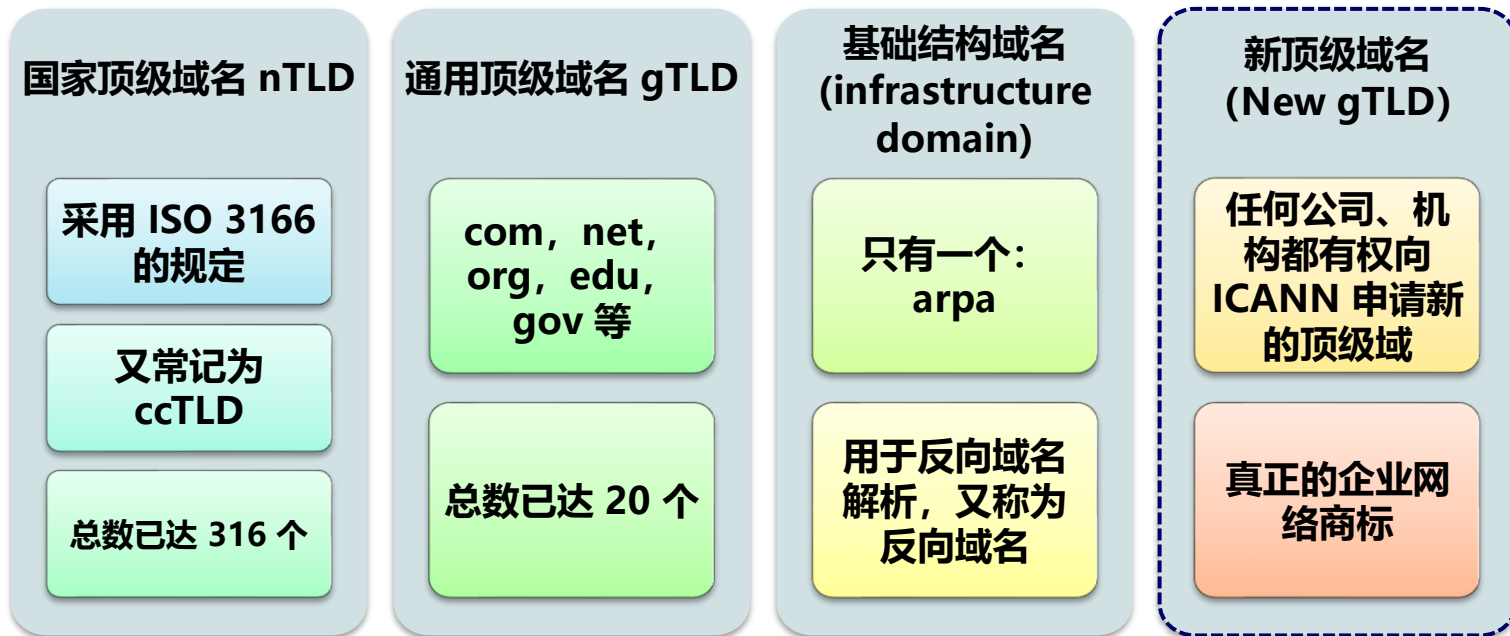 国家顶级域名 nTLD
采用 ISO 3166
的规定
又常记为
ccTLD
总数已达 316 个
通用顶级域名 gTLD
com，net，
org，edu，
gov 等
总数已达 20 个
基础结构域名
(infrastructure
domain)
只有一个：
arpa
用于反向域名
解析，又称为
反向域名
新顶级域名
(New gTLD)
任何公司、机
构都有权向
ICANN 申请新
的顶级域
真正的企业网
络商标